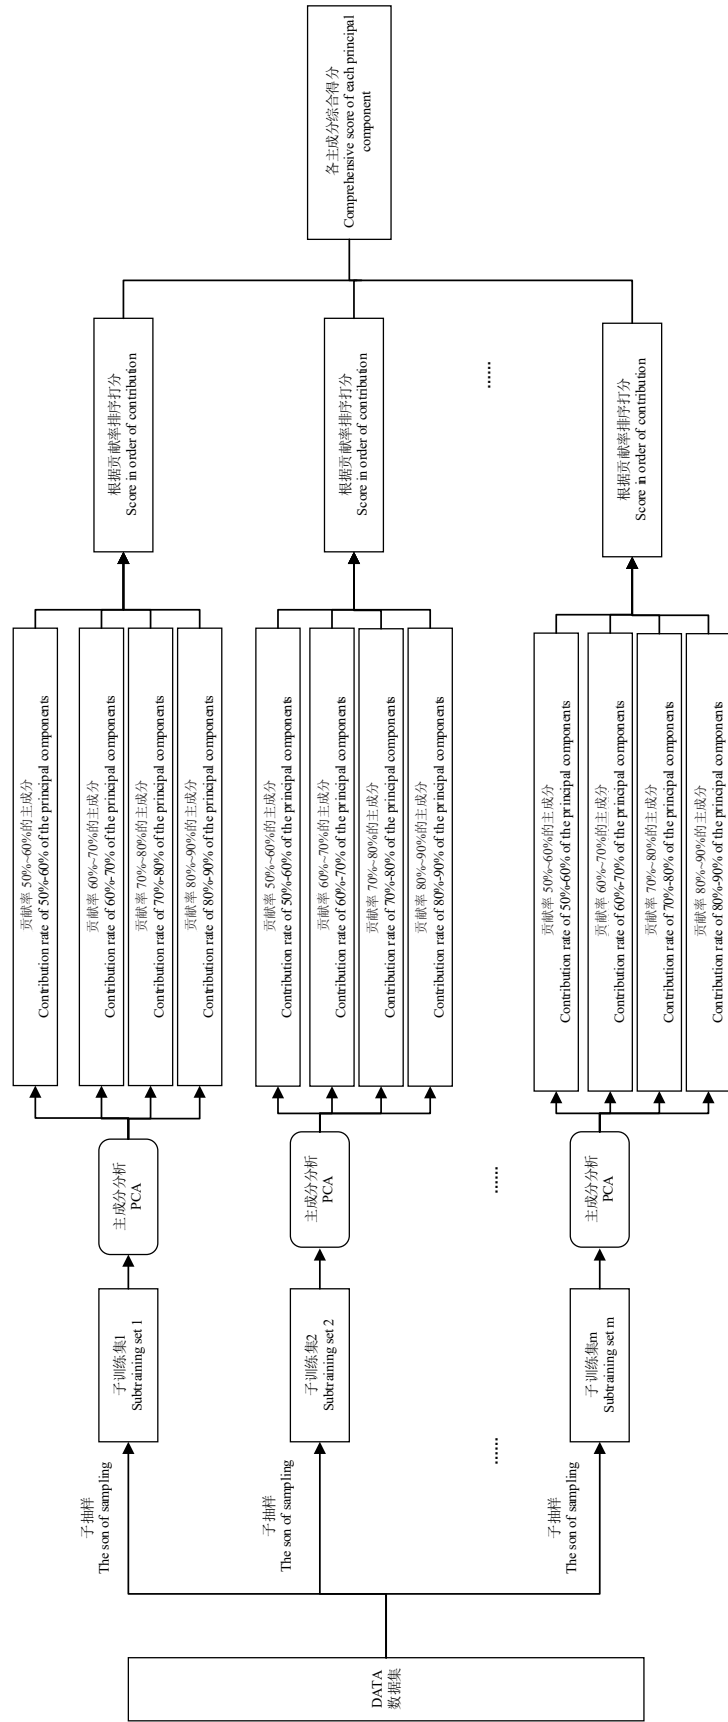 DATA
数据集
子抽样
The son of sampling
子训练集1
Subtraining set 1
主成分分析
PCA
贡献率 50%~60%的主成分
Contribution rate of 50%-60% of the principal components
贡献率 60%~70%的主成分
Contribution rate of 60%-70% of the principal components
贡献率 70%~80%的主成分
Contribution rate of 70%-80% of the principal components
贡献率 80%~90%的主成分
Contribution rate of 80%-90% of the principal components
根据贡献率排序打分
Score in order of contribution
子抽样
The son of sampling
子训练集2
Subtraining set 2
主成分分析
PCA
贡献率 50%~60%的主成分
Contribution rate of 50%-60% of the principal components
贡献率 60%~70%的主成分
Contribution rate of 60%-70% of the principal components
贡献率 70%~80%的主成分
Contribution rate of 70%-80% of the principal components
贡献率 80%~90%的主成分
Contribution rate of 80%-90% of the principal components
根据贡献率排序打分
Score in order of contribution
......
......
......
子抽样
The son of sampling
子训练集m
Subtraining set m
主成分分析
PCA
贡献率 50%~60%的主成分
Contribution rate of 50%-60% of the principal components
贡献率 60%~70%的主成分
Contribution rate of 60%-70% of the principal components
贡献率 70%~80%的主成分
Contribution rate of 70%-80% of the principal components
贡献率 80%~90%的主成分
Contribution rate of 80%-90% of the principal components
根据贡献率排序打分
Score in order of contribution
各主成分综合得分
Comprehensive score of each principal
component